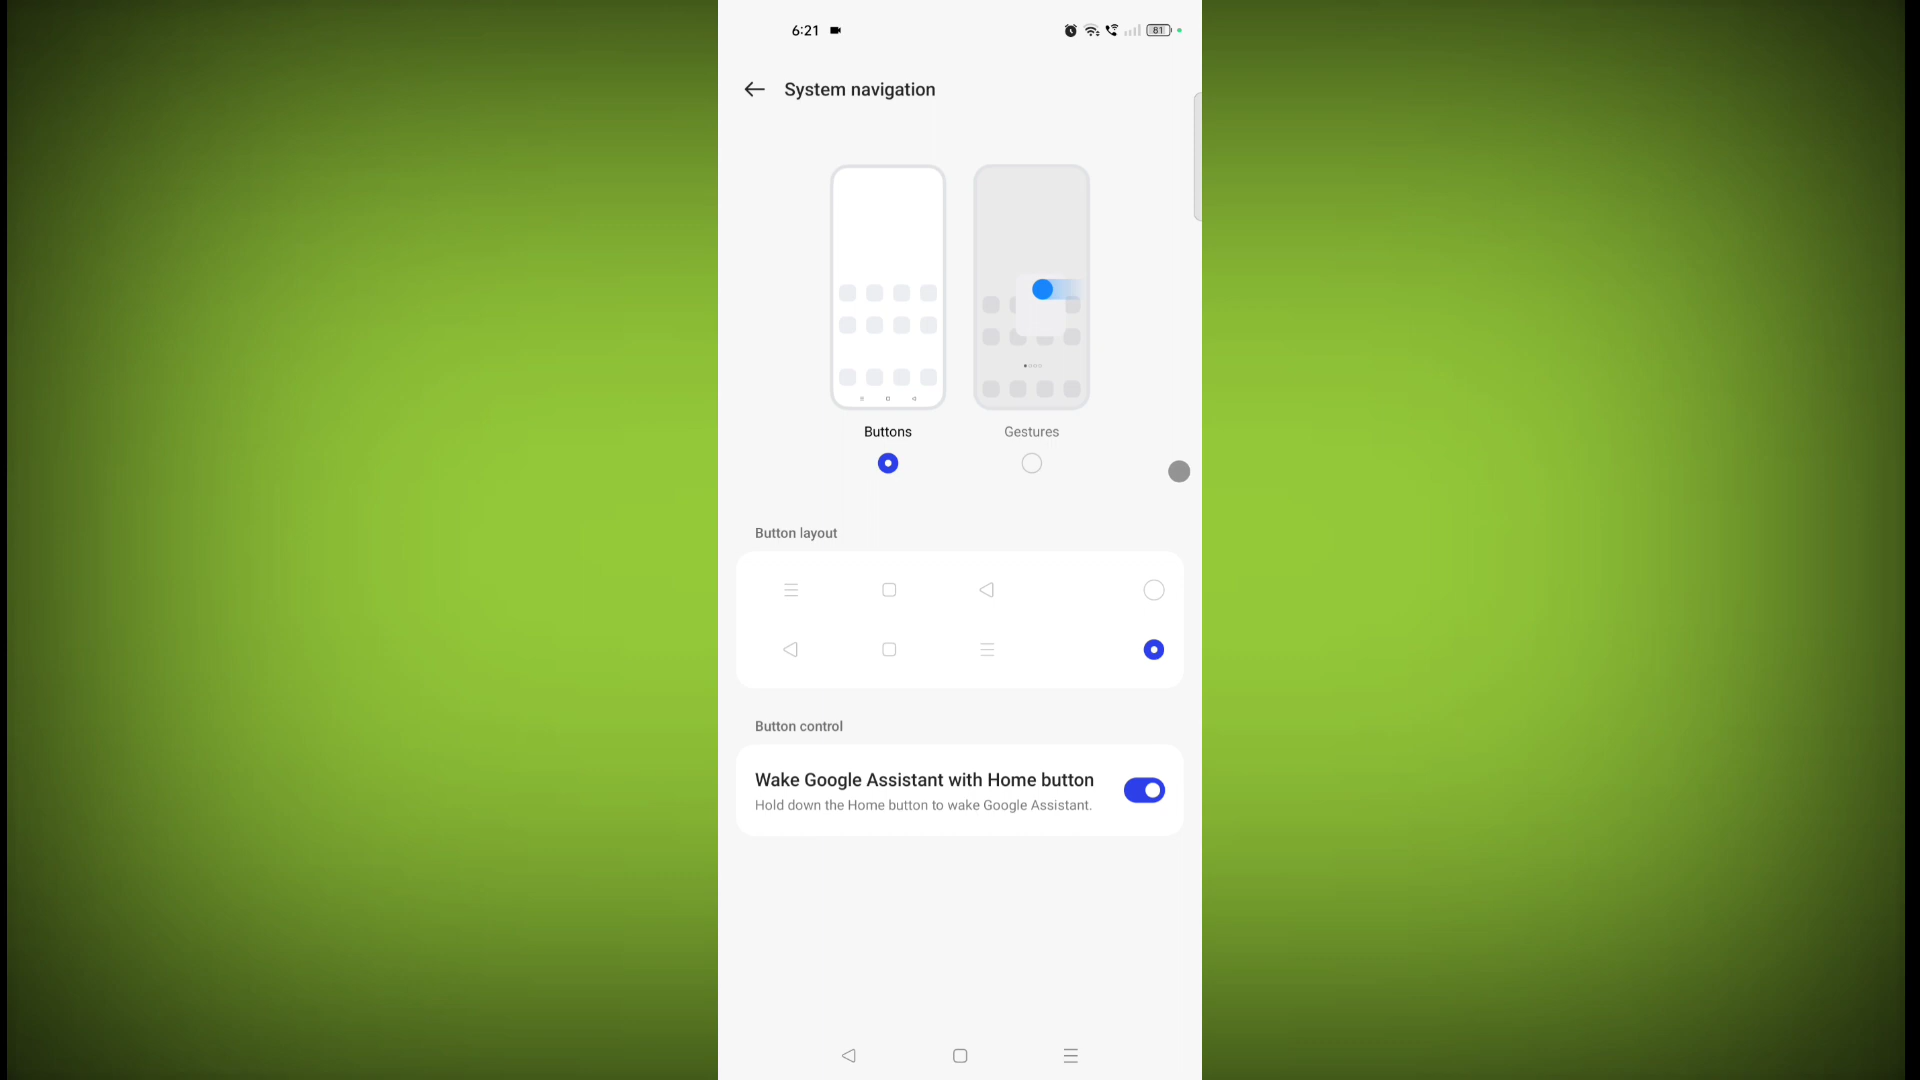 6:21
81
System navigation
Buttons
Gestures
Button layout
Button control
Wake Google Assistant with Home button
Hold down the Home button to wake Google Assistant.